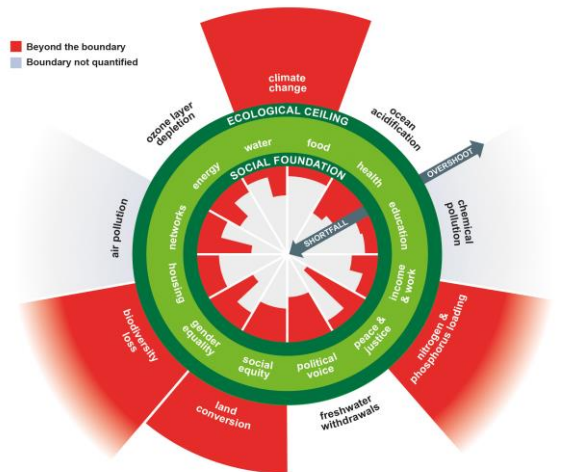 Beyond the boundary
Boundary not quantified
climate
change
ozone layer
depletion
ocean
acidification
ECOLOGICAL CEILING
water
food
energy
health
SOCIAL FOUNDATION
OVERSHOOT
SHORTFALL
networks
education
air pollution
chemical
pollution
housing
income
& work
gender
equality
peace &
justice
social
equity
political
voice
biodiversity
loss
nitrogen &
phosphorus loading
land
conversion
freshwater
withdrawals